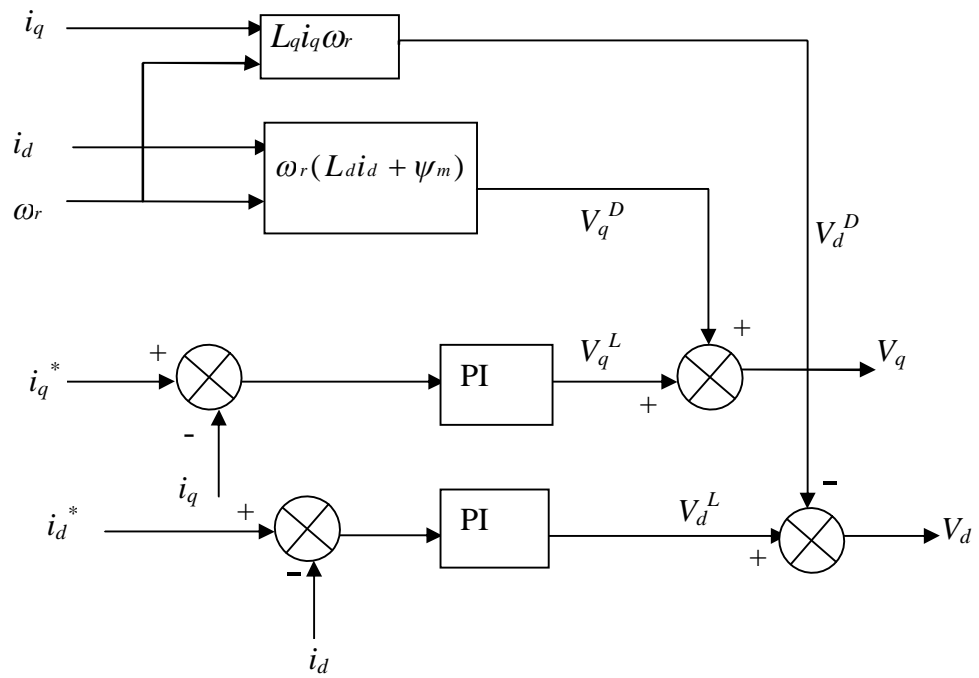 i_q
L_q i_q ω_r
i_d
ω_r(L_d i_d + ψ_m)
ω_r
V_q^D
V_d^D
+
+
V_q^L
V_q
i_q^*
PI
+
-
i_q
V_d^L
-
i_d^*
+
PI
V_d
+
-
i_d